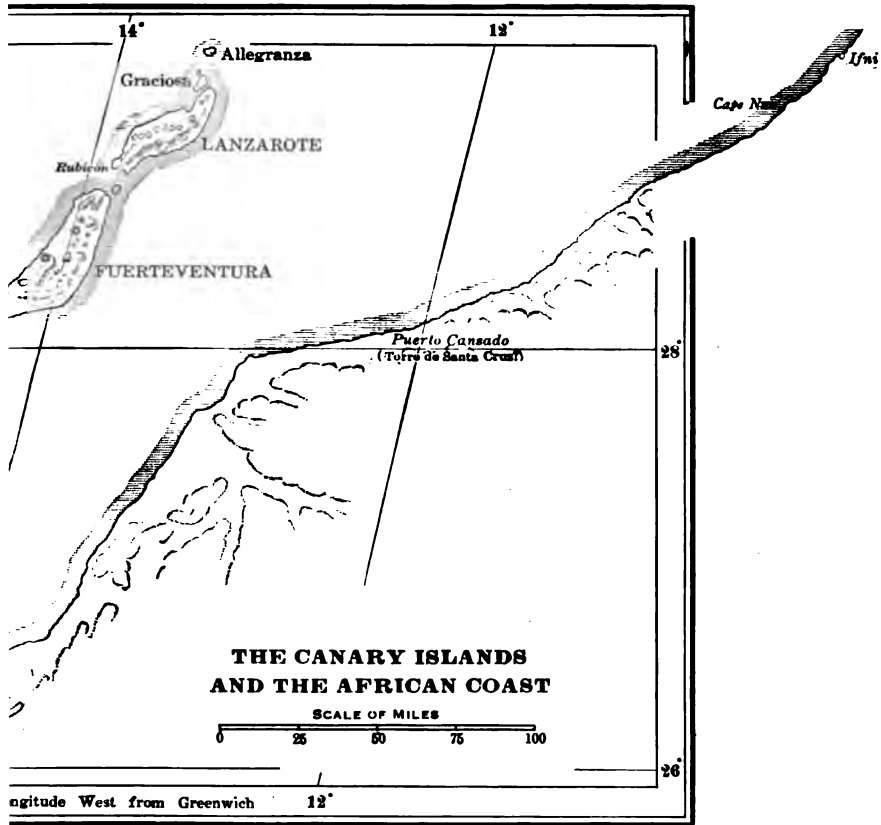 14°
12°
Allegranza
Ifni
Graciosa
Cape
LANZAROTE
Rubicon
FUERTEVENTURA
Puerto Cansado
(Torre de Santa Cruz?)
28°
THE CANARY ISLANDS
AND THE AFRICAN COAST
SCALE OF MILES
0 25 50 75 100
26°
ngitude West from Greenwich
12°